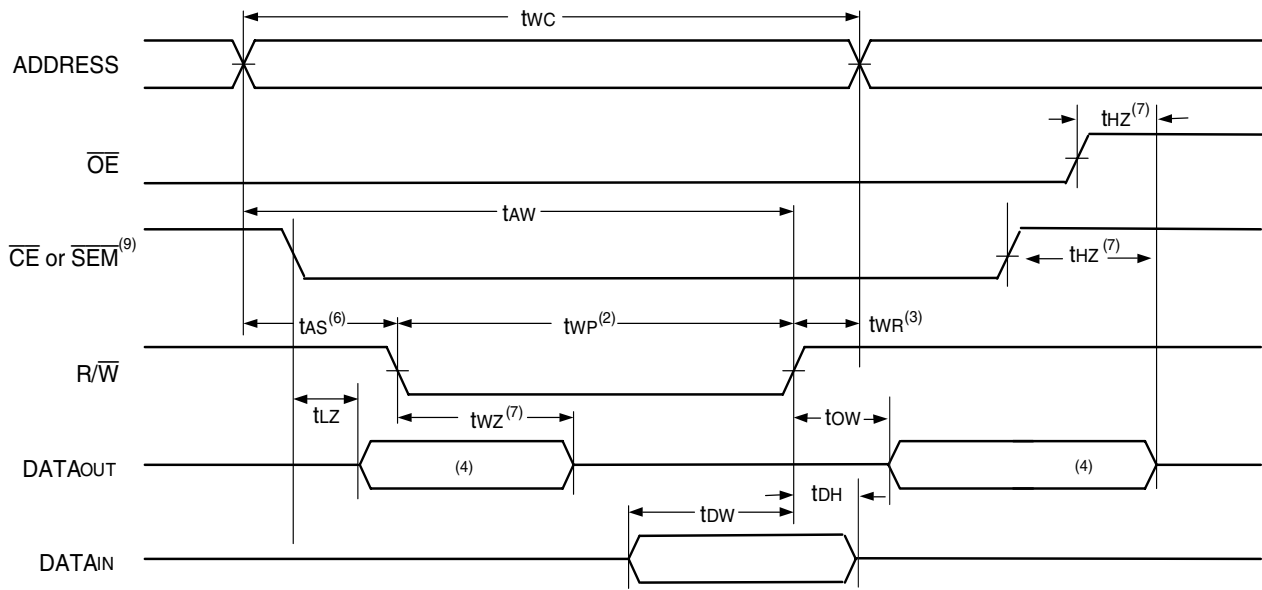 tWC
ADDRESS
tHZ(7)
OE
tAW
CE or SEM(9)
tHZ(7)
tAS(6)
tWP(2)
tWR(3)
R/W
tLZ
tWZ(7)
tOW
DATAOUT
(4)
(4)
tDH
tDW
DATAIN